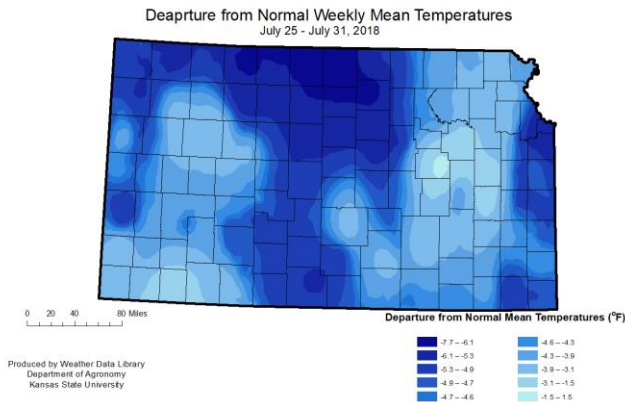 Deaprture from Normal Weekly Mean Temperatures
July 25 - July 31, 2018
0 20 40 80 Miles
Departure from Normal Mean Temperatures (°F)
-7.7 – -6.1
-6.1 – -5.3
-5.3 – -4.9
-4.9 – -4.7
-4.7 – -4.6
-4.6 – -4.3
-4.3 – -3.9
-3.9 – -3.1
-3.1 – -1.5
-1.5 – 1.5
Produced by Weather Data Library
Department of Agronomy
Kansas State University